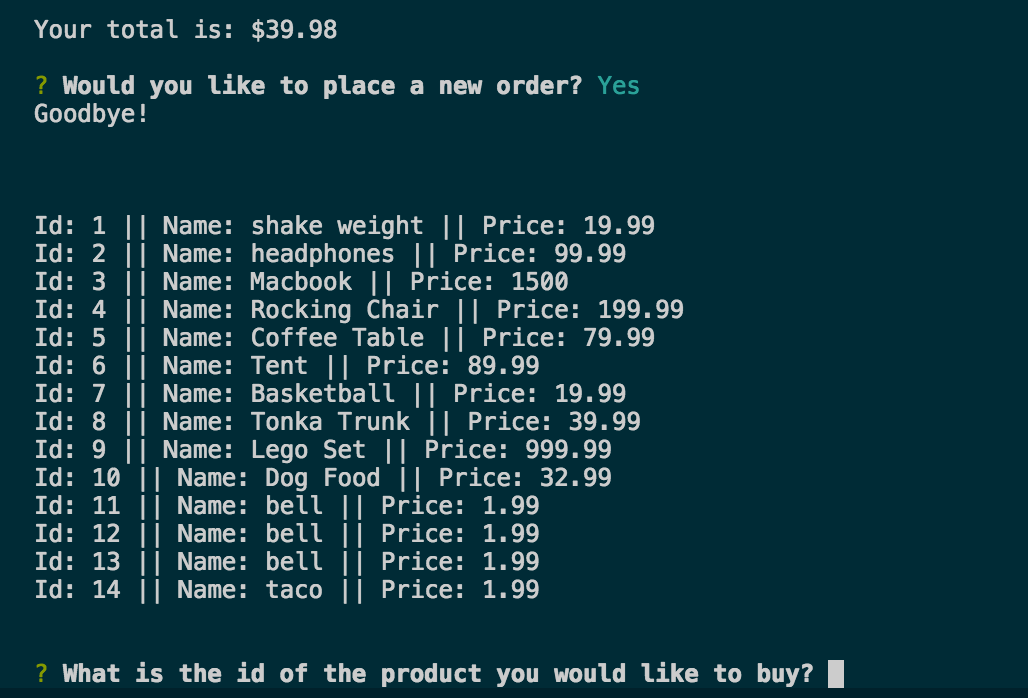 Your total is: $39.98
? Would you like to place a new order? Yes
Goodbye!
Id: 1 || Name: shake weight || Price: 19.99
Id: 2 || Name: headphones || Price: 99.99
Id: 3 || Name: Macbook || Price: 1500
Id: 4 || Name: Rocking Chair || Price: 199.99
Id: 5 || Name: Coffee Table || Price: 79.99
Id: 6 || Name: Tent || Price: 89.99
Id: 7 || Name: Basketball || Price: 19.99
Id: 8 || Name: Tonka Trunk || Price: 39.99
Id: 9 || Name: Lego Set || Price: 999.99
Id: 10 || Name: Dog Food || Price: 32.99
Id: 11 || Name: bell || Price: 1.99
Id: 12 || Name: bell || Price: 1.99
Id: 13 || Name: bell || Price: 1.99
Id: 14 || Name: taco || Price: 1.99
? What is the id of the product you would like to buy?